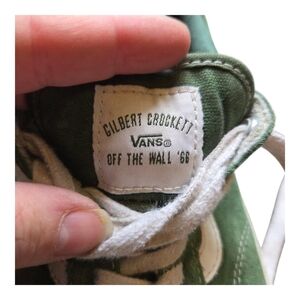 GILBERT CROCKETT
VANS®
OFF THE WALL '66